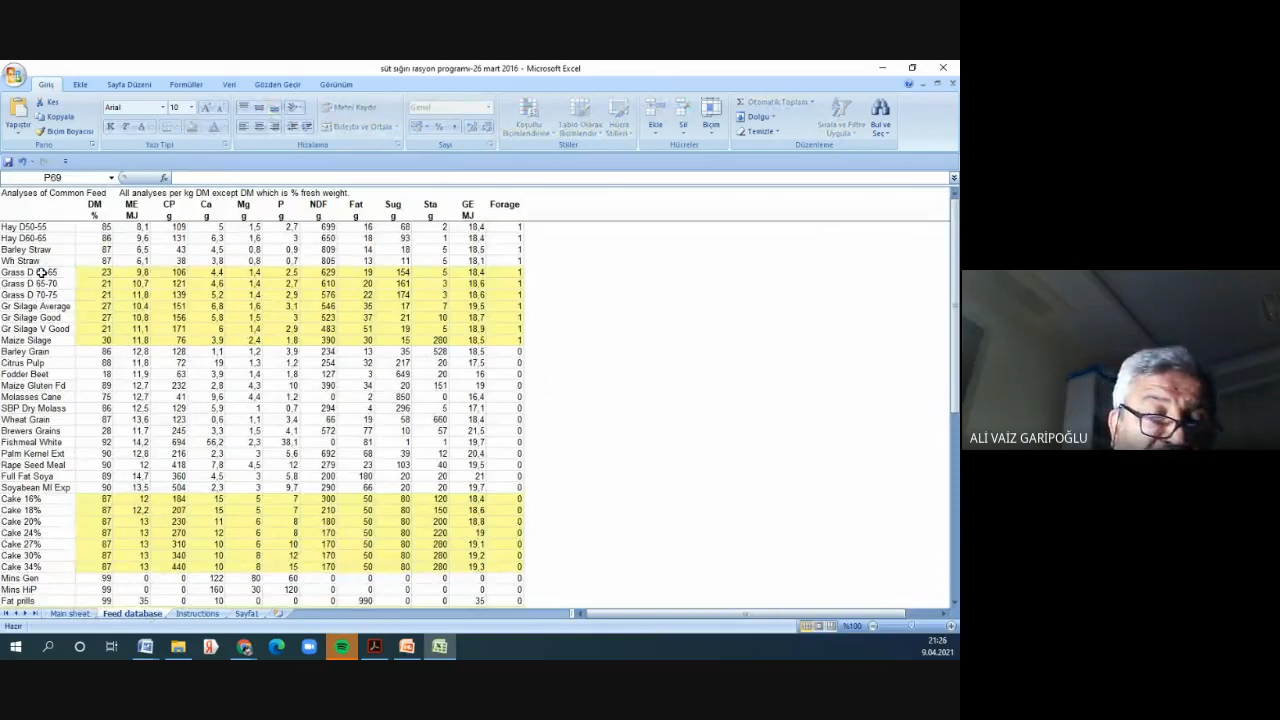 süt sığırı rasyon programı-26 mart 2016 - Microsoft Excel
Giriş Ekle Sayfa Düzeni Formüller Veri Gözden Geçir Görünüm
Yapıştır Kes Kopyala Biçim Boyacısı Arial 10 Metni Kaydır Birleştir ve Ortala Genel Koşullu Biçimlendirme Tablo Olarak Biçimlendir Hücre Stilleri Ekle Sil Biçim Otomatik Toplam Dolgu Temizle Sırala ve Filtre Uygula Bul ve Seç
Pano Yazı Tipi Hizalama Sayı Stiller Hücreler Düzenleme
P69 fx
Analyses of Common Feed All analyses per kg DM except DM which is % fresh weight.
DM ME CP Ca Mg P NDF Fat Sug Sta GE Forage
% MJ g g g g g g g g MJ
Hay D50-55 85 8,1 109 5 1,5 2,7 699 16 68 2 18,4 1
Hay D60-65 86 9,6 131 6,3 1,6 3 650 18 93 1 18,4 1
Barley Straw 87 6,5 43 4,5 0,8 0,9 809 14 18 5 18,5 1
Wh Straw 87 6,1 38 3,8 0,8 0,7 805 13 11 5 18,1 1
Grass D 65 23 9,8 106 4,4 1,4 2,5 629 19 154 5 18,4 1
Grass D 65-70 21 10,7 121 4,6 1,4 2,7 610 20 161 3 18,6 1
Grass D 70-75 21 11,8 139 5,2 1,4 2,9 576 22 174 3 18,6 1
Gr Silage Average 27 10,4 151 6,8 1,6 3,1 546 35 17 7 19,5 1
Gr Silage Good 27 10,8 156 5,8 1,5 3 523 37 21 10 18,7 1
Gr Silage V Good 21 11,1 171 6 1,4 2,9 483 51 19 5 18,9 1
Maize Silage 30 11,8 76 3,9 2,4 1,8 390 30 15 280 18,5 1
Barley Grain 86 12,8 128 1,1 1,2 3,9 234 13 35 528 18,5 0
Citrus Pulp 88 11,8 72 19 1,3 1,2 254 32 217 20 17,5 0
Fodder Beet 18 11,9 63 3,9 1,4 1,8 127 3 649 20 16 0
Maize Gluten Fd 89 12,7 232 2,8 4,3 10 390 34 20 151 19 0
Molasses Cane 75 12,7 41 9,6 4,4 1,2 0 2 850 0 16,4 0
SBP Dry Molass 86 12,5 129 5,9 1 0,7 294 4 296 5 17,1 0
Wheat Grain 87 13,6 123 0,6 1,1 3,4 66 19 58 660 18,4 0
Brewers Grains 28 11,7 245 3,3 1,5 4,1 572 77 10 57 21,5 0
Fishmeal White 92 14,2 694 56,2 2,3 38,1 0 81 1 1 19,7 0
Palm Kernel Ext 90 12,8 216 2,3 3 5,6 692 68 39 12 20,4 0
Rape Seed Meal 90 12 418 7,8 4,5 12 279 23 103 40 19,5 0
Full Fat Soya 89 14,7 360 4,5 3 5,8 200 180 20 20 21 0
Soyabean Ml Exp 90 13,5 504 2,3 3 9,7 290 66 20 20 19,7 0
Cake 16% 87 12 184 15 5 7 300 50 80 120 18,4 0
Cake 18% 87 12,2 207 15 5 7 210 50 80 150 18,6 0
Cake 20% 87 13 230 11 6 8 180 50 80 200 18,8 0
Cake 24% 87 13 270 12 6 8 170 50 80 220 19 0
Cake 27% 87 13 310 10 6 10 170 50 80 280 19,1 0
Cake 30% 87 13 340 10 8 12 170 50 80 280 19,2 0
Cake 34% 87 13 440 10 8 15 170 50 80 280 19,3 0
Mins Gen 99 0 0 122 80 60 0 0 0 0 0 0
Mins HiP 99 0 0 160 30 120 0 0 0 0 0 0
Fat prills 99 35 0 10 0 0 0 990 0 0 35 0
Main sheet Feed database Instructions Sayfa1
Hazır %100
21:26
9.04.2021
ALİ VAİZ GARİPOĞLU